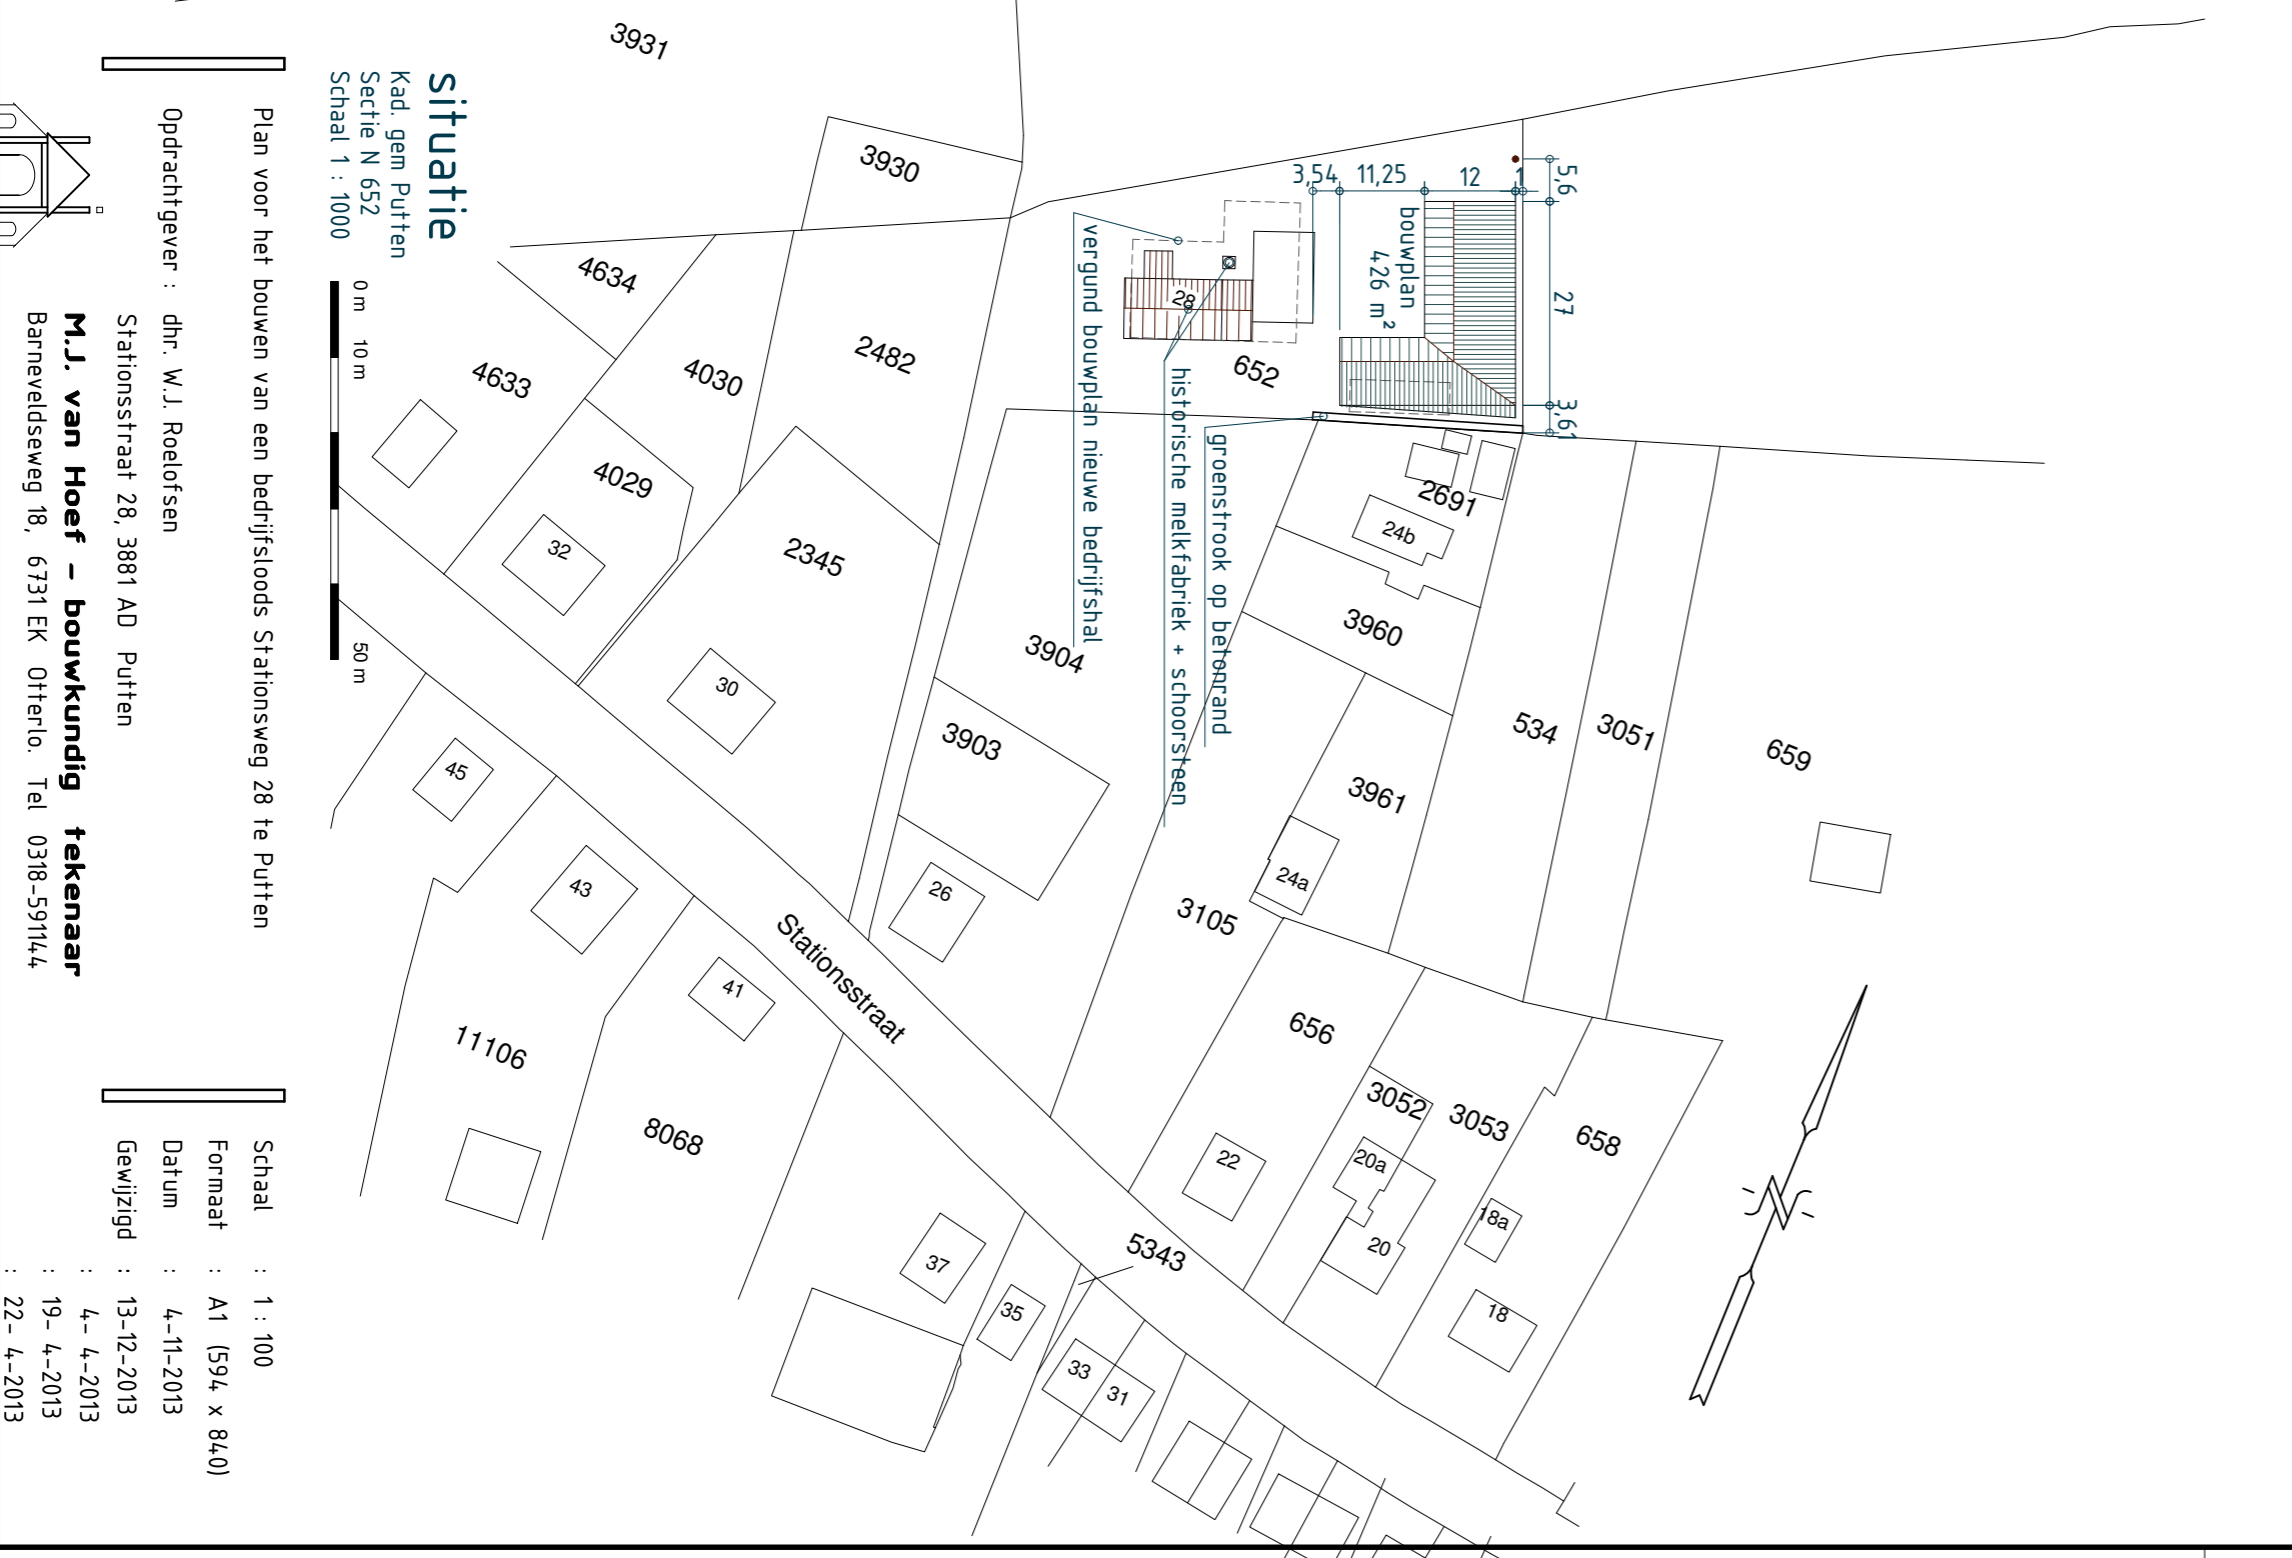 situatie
Kad. gem Putten
Sectie N 652
Schaal 1 : 1000
0 m 10 m 50 m
Plan voor het bouwen van een bedrijfsloods Stationsweg 28 te Putten
Opdrachtgever : dhr. W.J. Roelofsen
Stationsstraat 28, 3881 AD Putten
M.J. van Hoef - bouwkundig tekenaar
Barneveldseweg 18, 6731 EK Otterlo. Tel 0318-591144
Schaal : 1 : 100
Formaat : A1 (594 x 840)
Datum : 4-11-2013
Gewijzigd : 13-12-2013
: 4- 4-2013
: 19- 4-2013
: 22- 4-2013
3931
3930
4634
4633
4030
2482
4029
32
2345
30
3904
3903
26
45
43
41
11106
8068
Stationsstraat
37
35
33
31
5343
3,54
11,25
12
1
5,6
27
3,61
bouwplan
426 m²
28
652
vergund bouwplan nieuwe bedrijfshal
historische melkfabriek + schoorsteen
groenstrook op betonrand
2691
24b
3960
3961
24a
3105
534
3051
659
656
22
3052
3053
20a
20
658
18a
18
N